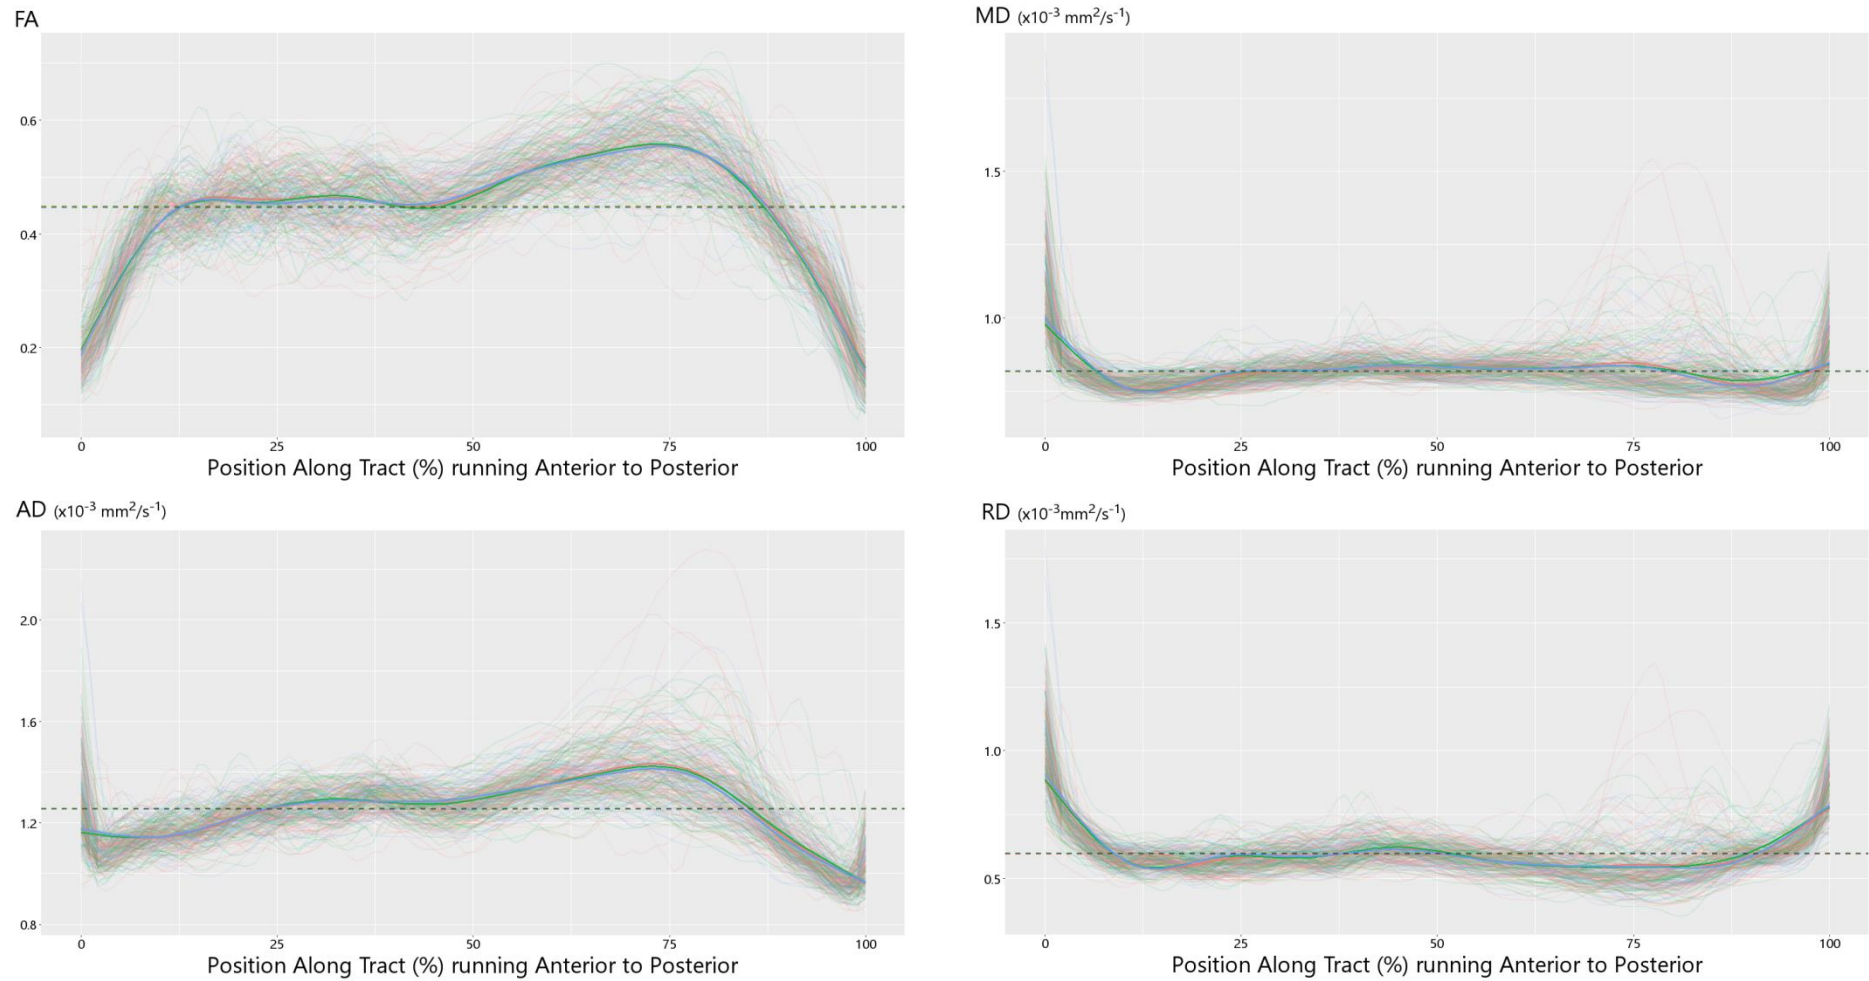 FA
0.6
0.4
0.2
0 25 50 75 100
Position Along Tract (%) running Anterior to Posterior
MD (x10⁻³ mm²/s⁻¹)
1.5
1.0
0 25 50 75 100
Position Along Tract (%) running Anterior to Posterior
AD (x10⁻³ mm²/s⁻¹)
2.0
1.6
1.2
0.8
0 25 50 75 100
Position Along Tract (%) running Anterior to Posterior
RD (x10⁻³mm²/s⁻¹)
1.5
1.0
0.5
0 25 50 75 100
Position Along Tract (%) running Anterior to Posterior